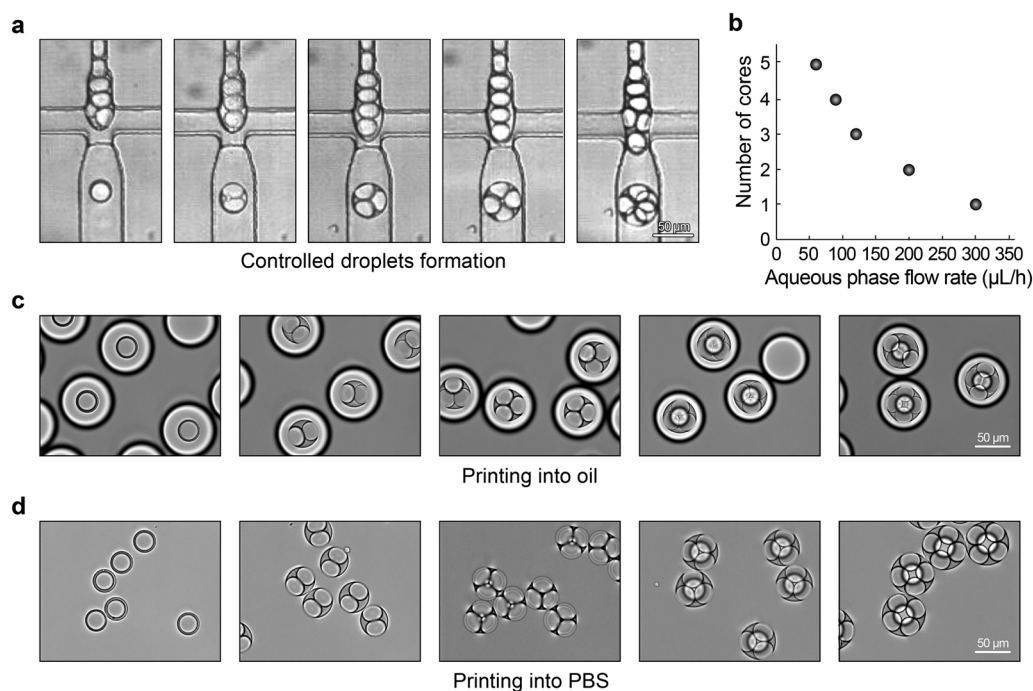 a
50 µm
Controlled droplets formation
b
Number of cores
5
4
3
2
1
0
0 50 100 150 200 250 300 350
Aqueous phase flow rate (µL/h)
c
50 µm
Printing into oil
d
50 µm
Printing into PBS